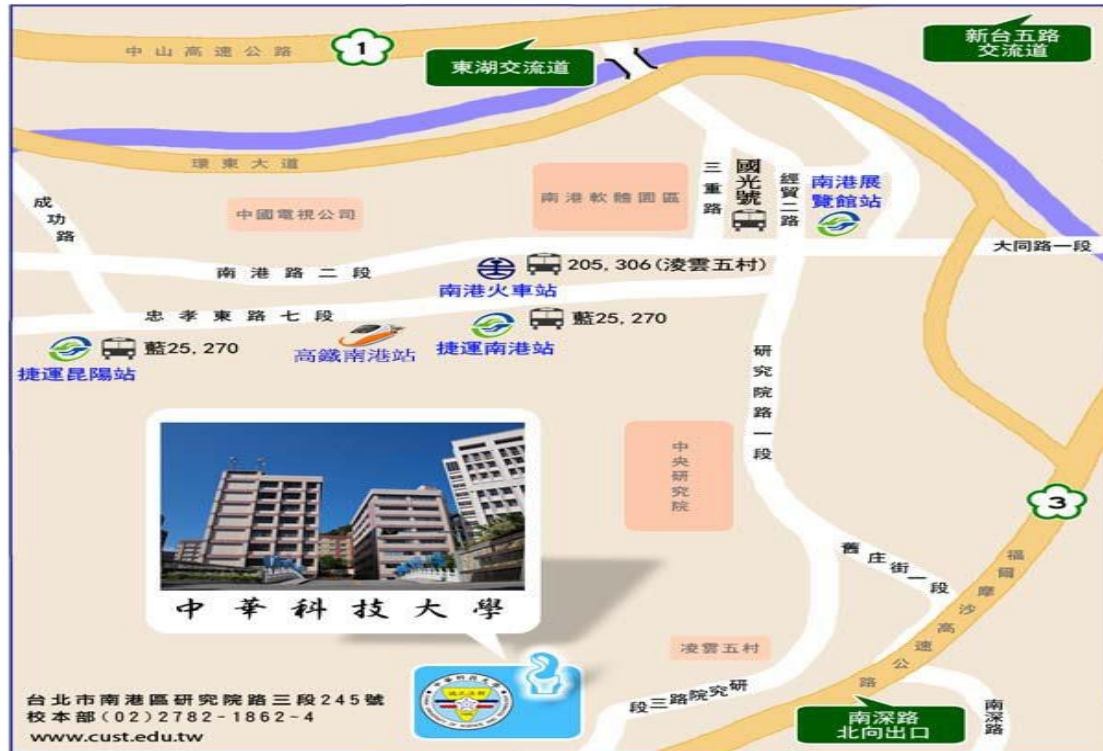 中山高速公路
1
東湖交流道
新台五路
交流道
環東大道
成功路
中國電視公司
南港軟體園區
三重路
國光號
經貿二路
南港展
覽館站
大同路一段
南港路二段
205, 306(淩雲五村)
南港火車站
忠孝東路七段
藍25, 270
捷運昆陽站
高鐵南港站
藍25, 270
捷運南港站
研究院路一段
中央研究院
3
舊庄街一段
福爾摩沙高速公路
中華科技大學
凌雲五村
研究院路三段
南深路
北向出口
南深路
台北市南港區研究院路三段245號
校本部(02)2782-1862-4
www.cust.edu.tw